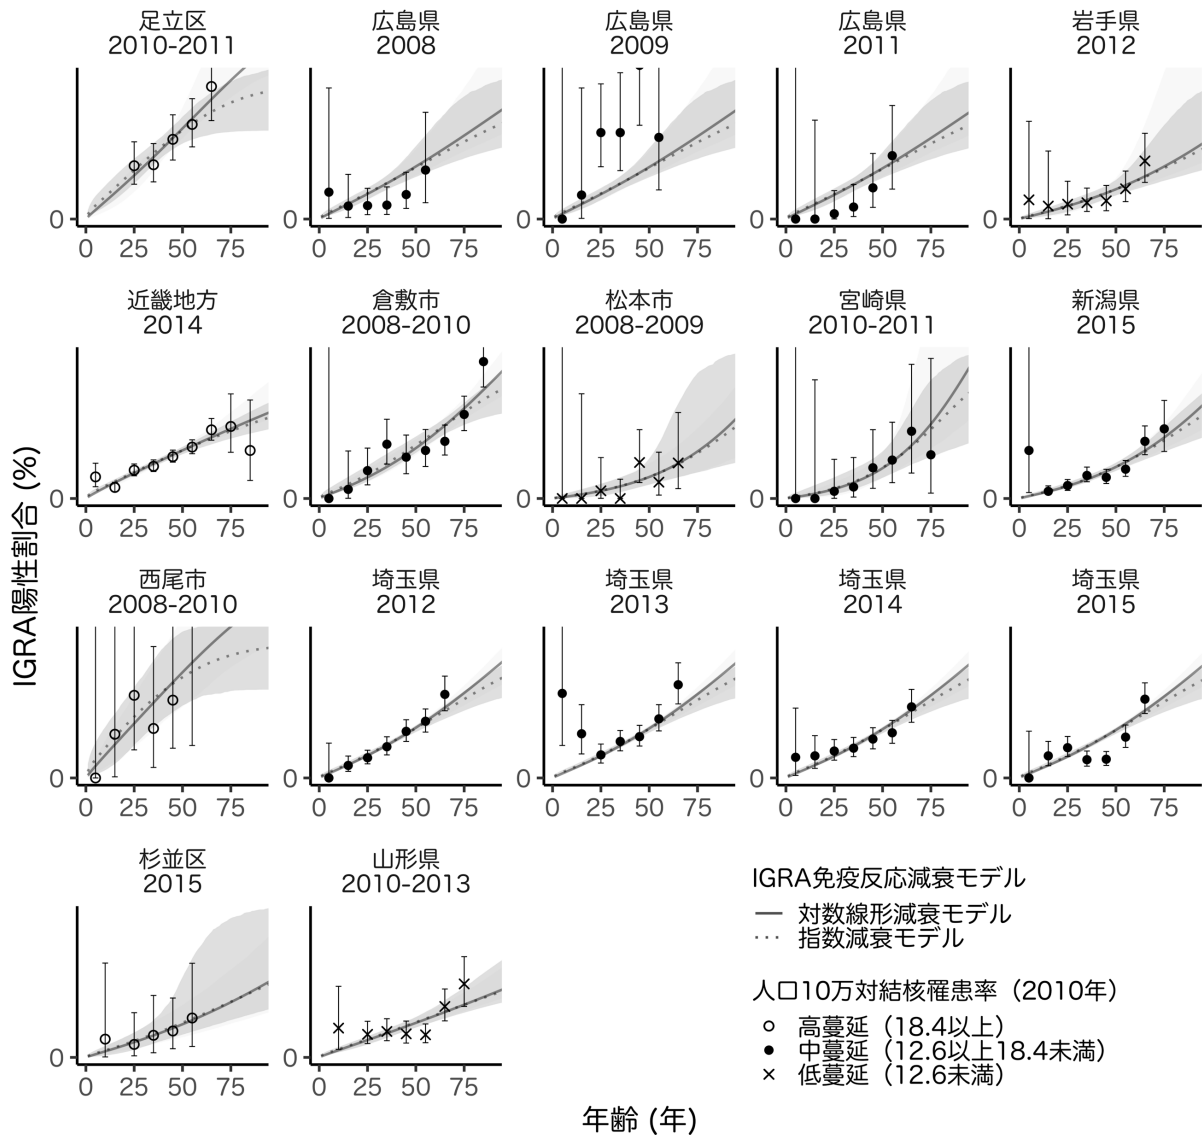 足立区
2010-2011
広島県
2008
広島県
2009
広島県
2011
岩手県
2012
0
0
0
0
0
0 25 50 75
0 25 50 75
0 25 50 75
0 25 50 75
0 25 50 75
近畿地方
2014
倉敷市
2008-2010
松本市
2008-2009
宮崎県
2010-2011
新潟県
2015
0
0
0
0
0
0 25 50 75
0 25 50 75
0 25 50 75
0 25 50 75
0 25 50 75
IGRA陽性割合 (%)
西尾市
2008-2010
埼玉県
2012
埼玉県
2013
埼玉県
2014
埼玉県
2015
0
0
0
0
0
0 25 50 75
0 25 50 75
0 25 50 75
0 25 50 75
0 25 50 75
杉並区
2015
山形県
2010-2013
0
0
0 25 50 75
0 25 50 75
IGRA免疫反応減衰モデル
対数線形減衰モデル
指数減衰モデル
人口10万対結核罹患率（2010年）
高蔓延（18.4以上）
中蔓延（12.6以上18.4未満）
低蔓延（12.6未満）
年齢 (年)